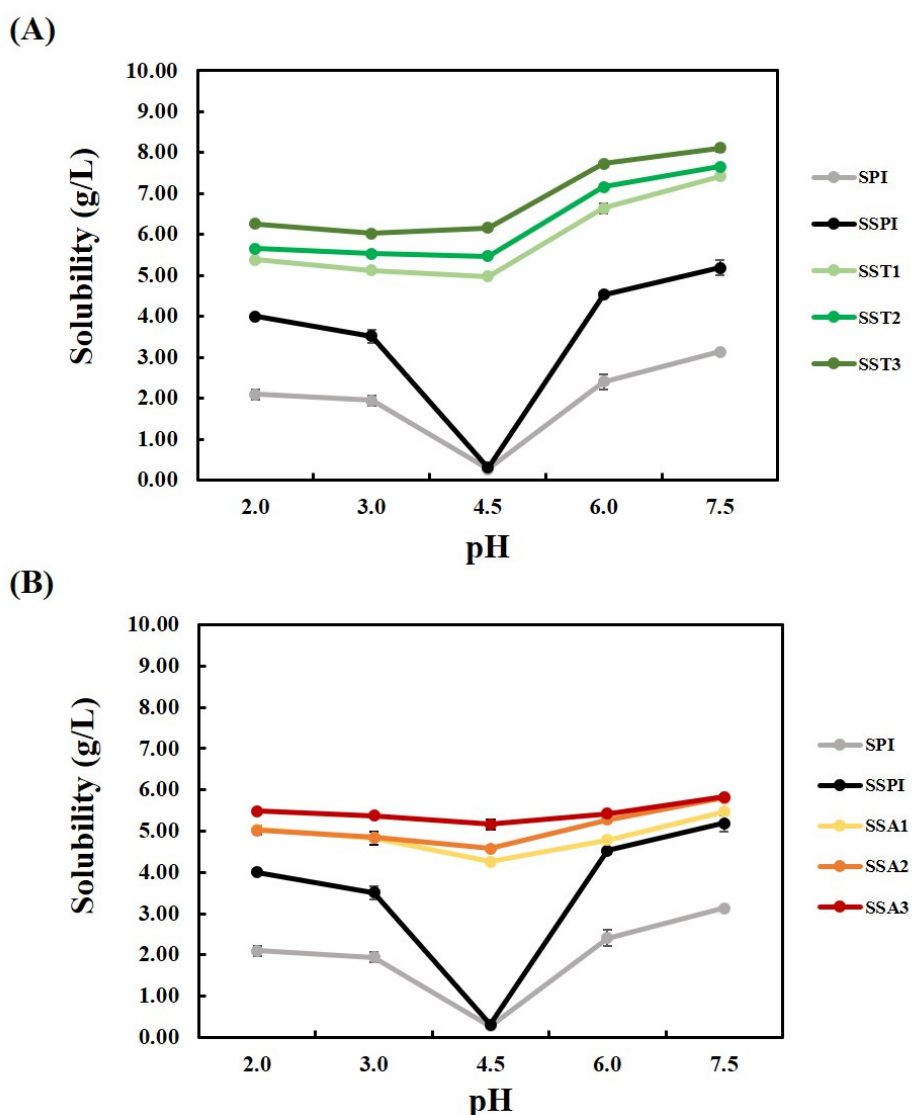 (A)
10.00
9.00
8.00
7.00
6.00
5.00
4.00
3.00
2.00
1.00
0.00
Solubility (g/L)
2.0 3.0 4.5 6.0 7.5
pH
SPI
SSPI
SST1
SST2
SST3
(B)
10.00
9.00
8.00
7.00
6.00
5.00
4.00
3.00
2.00
1.00
0.00
Solubility (g/L)
2.0 3.0 4.5 6.0 7.5
pH
SPI
SSPI
SSA1
SSA2
SSA3